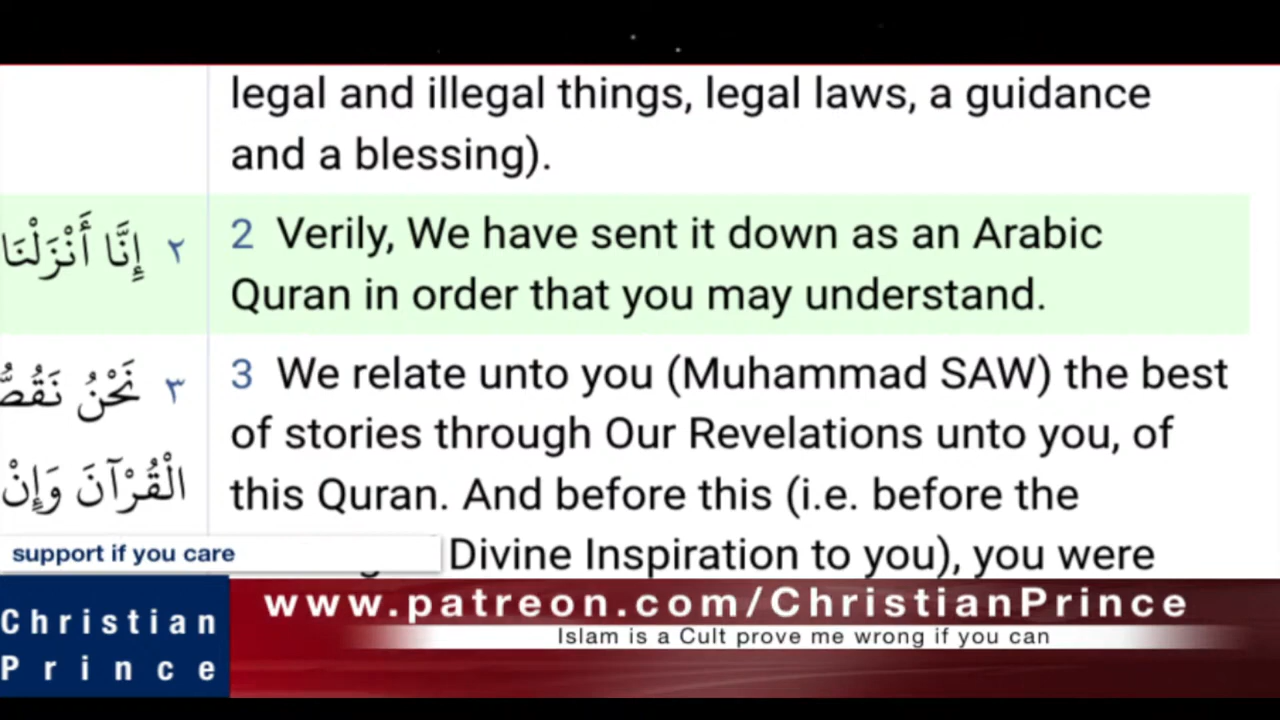 legal and illegal things, legal laws, a guidance
and a blessing).
٢ إِنَّا أَنْزَلْنَا
2 Verily, We have sent it down as an Arabic
Quran in order that you may understand.
٣ نَحْنُ نَقُصُّ
الْقُرْآنَ وَإِنْ
3 We relate unto you (Muhammad SAW) the best
of stories through Our Revelations unto you, of
this Quran. And before this (i.e. before the
Divine Inspiration to you), you were
support if you care
Christian
Prince
www.patreon.com/ChristianPrince
Islam is a Cult prove me wrong if you can